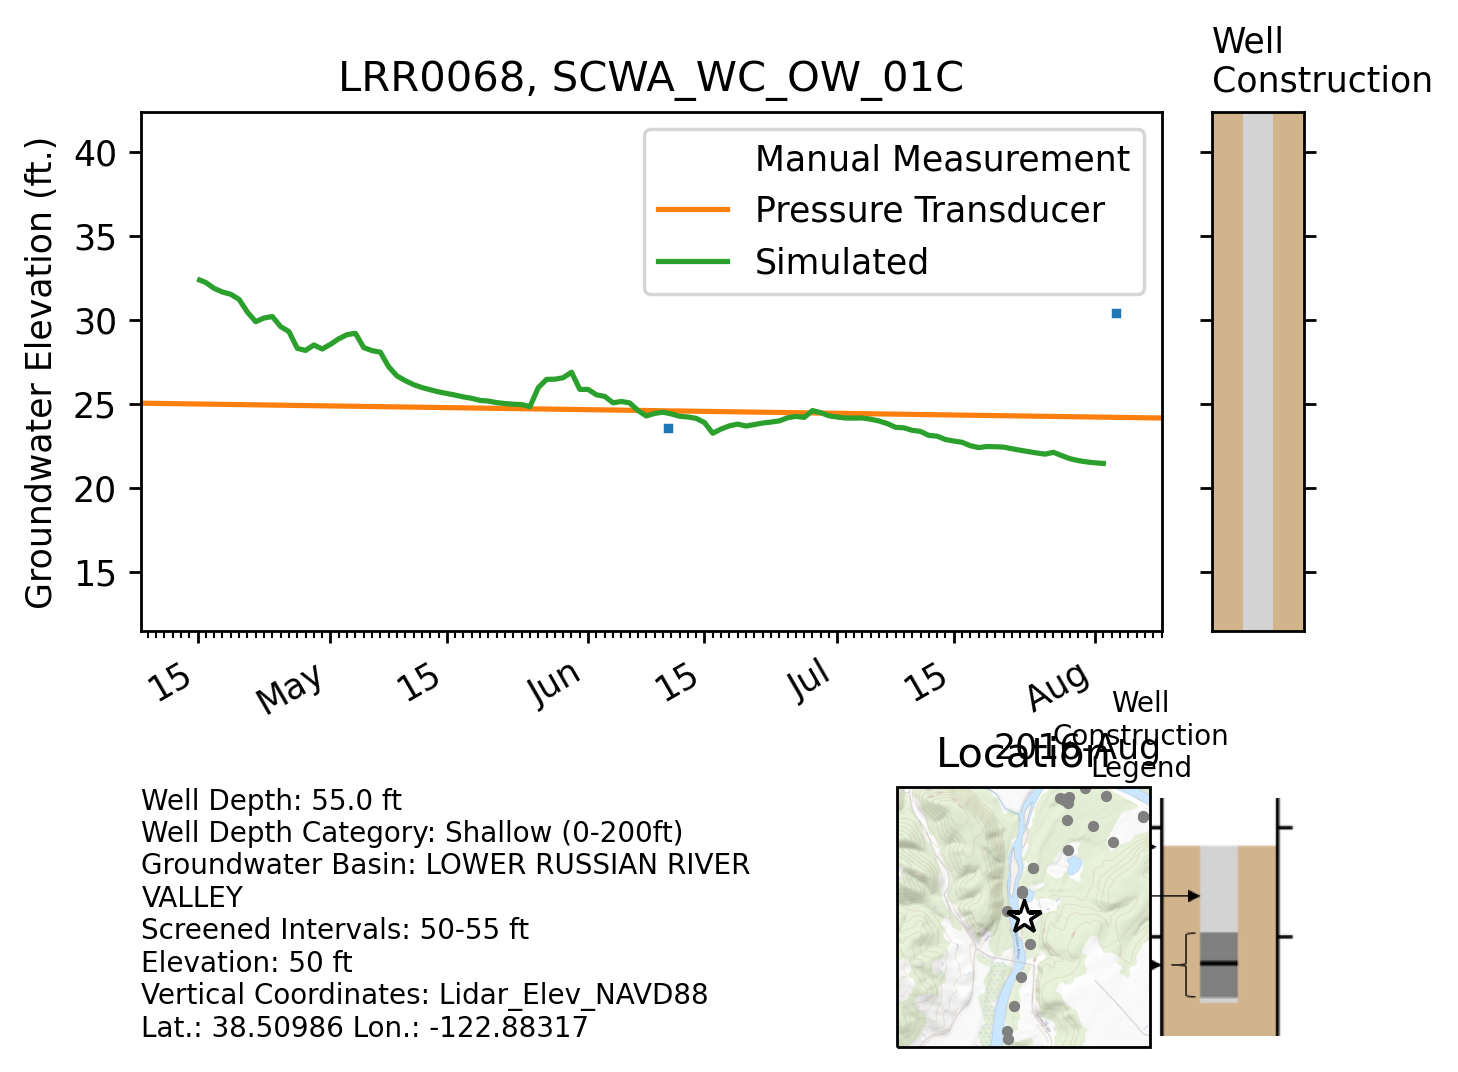 Well
Construction
LRR0068, SCWA_WC_OW_01C
Groundwater Elevation (ft.)
40
35
30
25
20
15
Manual Measurement
Pressure Transducer
Simulated
15
May
15
Jun
15
Jul
15
Aug
2016-Aug
Location
Well
Construction
Legend
Well Depth: 55.0 ft
Well Depth Category: Shallow (0-200ft)
Groundwater Basin: LOWER RUSSIAN RIVER
VALLEY
Screened Intervals: 50-55 ft
Elevation: 50 ft
Vertical Coordinates: Lidar_Elev_NAVD88
Lat.: 38.50986 Lon.: -122.88317